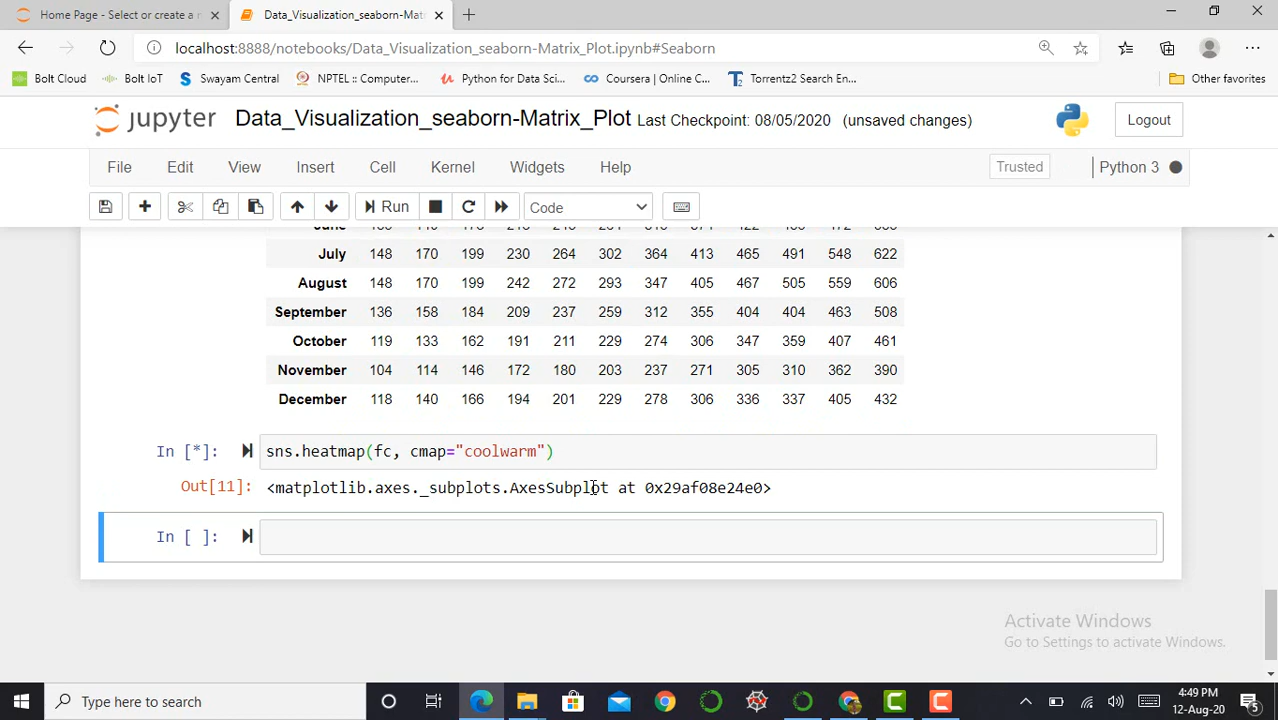 Home Page - Select or create a n
Data_Visualization_seaborn-Matri
localhost:8888/notebooks/Data_Visualization_seaborn-Matrix_Plot.ipynb#Seaborn
Bolt Cloud
Bolt IoT
Swayam Central
NPTEL :: Computer...
Python for Data Sci...
Coursera | Online C...
Torrentz2 Search En...
Other favorites
jupyter Data_Visualization_seaborn-Matrix_Plot Last Checkpoint: 08/05/2020 (unsaved changes)
Logout
File Edit View Insert Cell Kernel Widgets Help
Trusted
Python 3
Run
Code
July 148 170 199 230 264 302 364 413 465 491 548 622
August 148 170 199 242 272 293 347 405 467 505 559 606
September 136 158 184 209 237 259 312 355 404 404 463 508
October 119 133 162 191 211 229 274 306 347 359 407 461
November 104 114 146 172 180 203 237 271 305 310 362 390
December 118 140 166 194 201 229 278 306 336 337 405 432
In [*]: sns.heatmap(fc, cmap="coolwarm")
Out[11]: <matplotlib.axes._subplots.AxesSubplot at 0x29af08e24e0>
In [ ]:
Activate Windows
Go to Settings to activate Windows.
Type here to search
4:49 PM
12-Aug-20
5